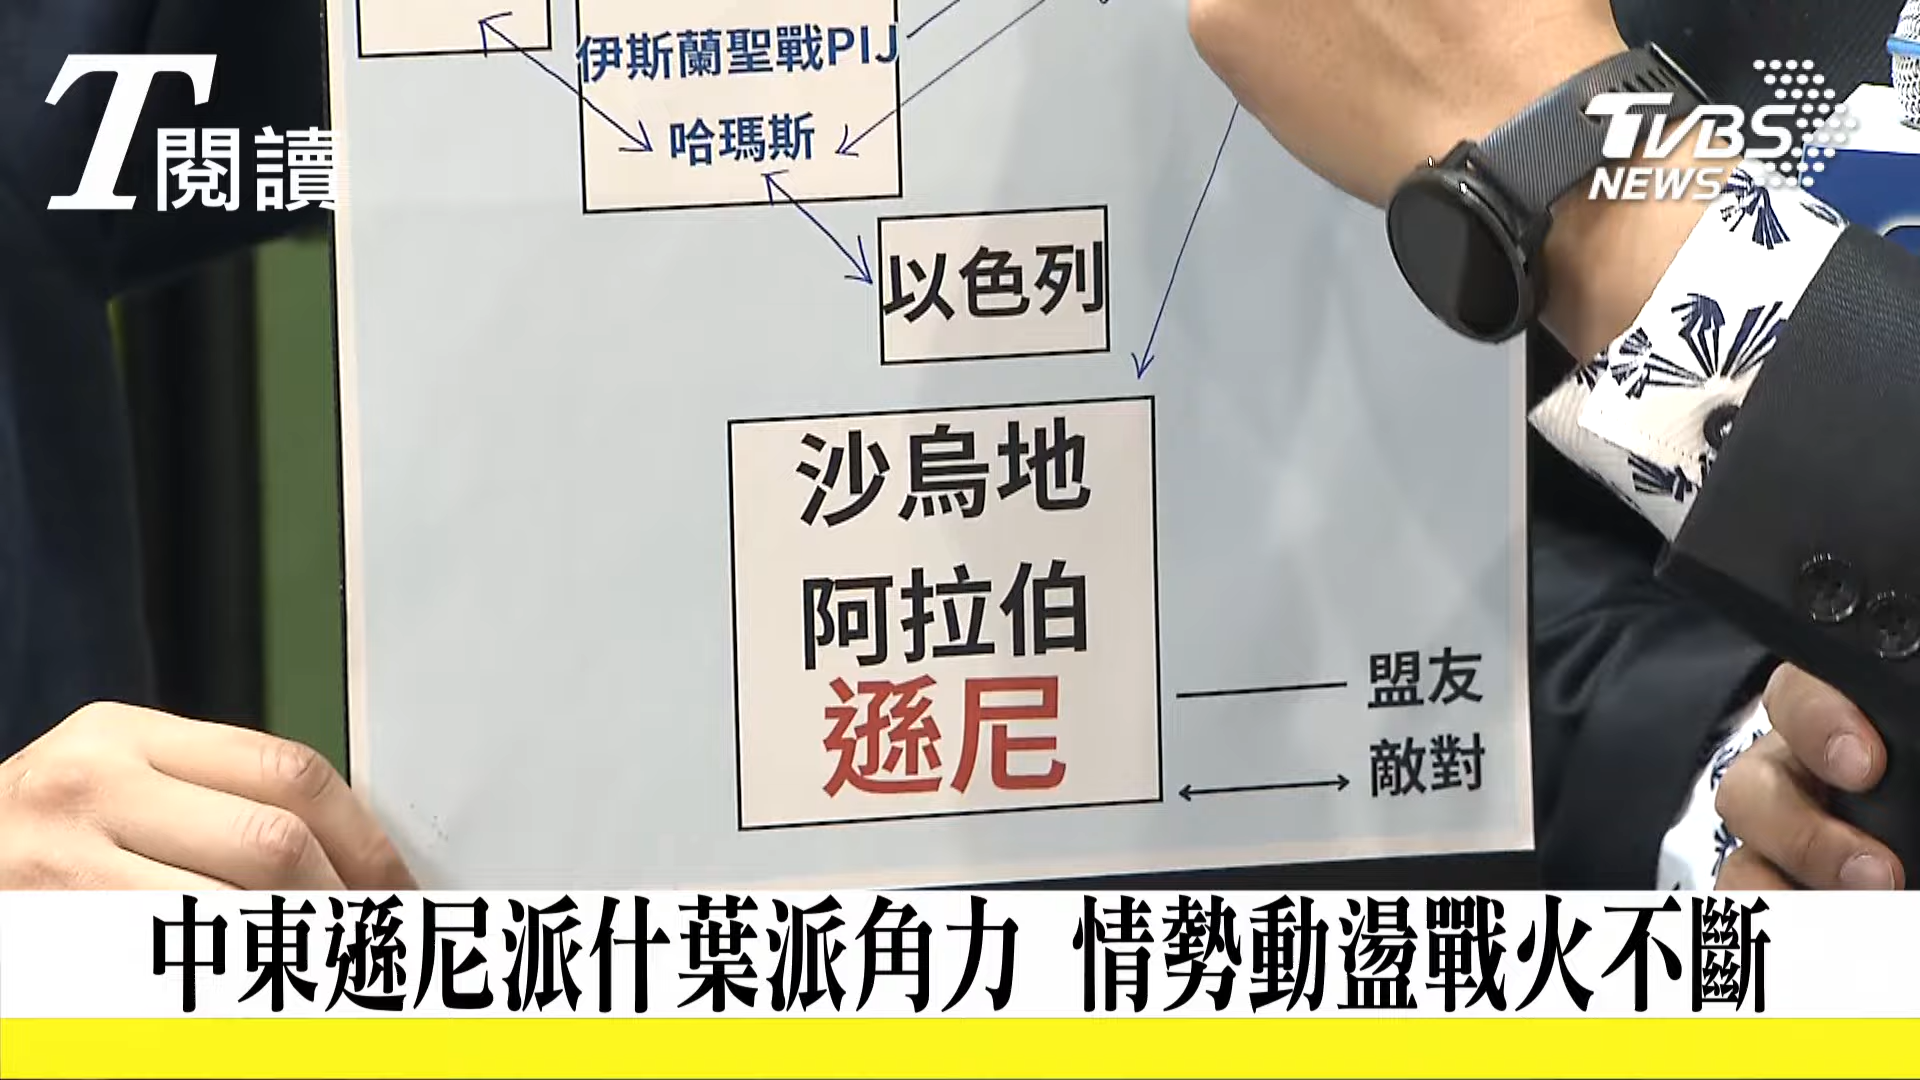 T閱讀
伊斯蘭聖戰PIJ
哈瑪斯
TVBS
NEWS
以色列
沙烏地
阿拉伯
遜尼
盟友
敵對
中東遜尼派什葉派角力 情勢動盪戰火不斷